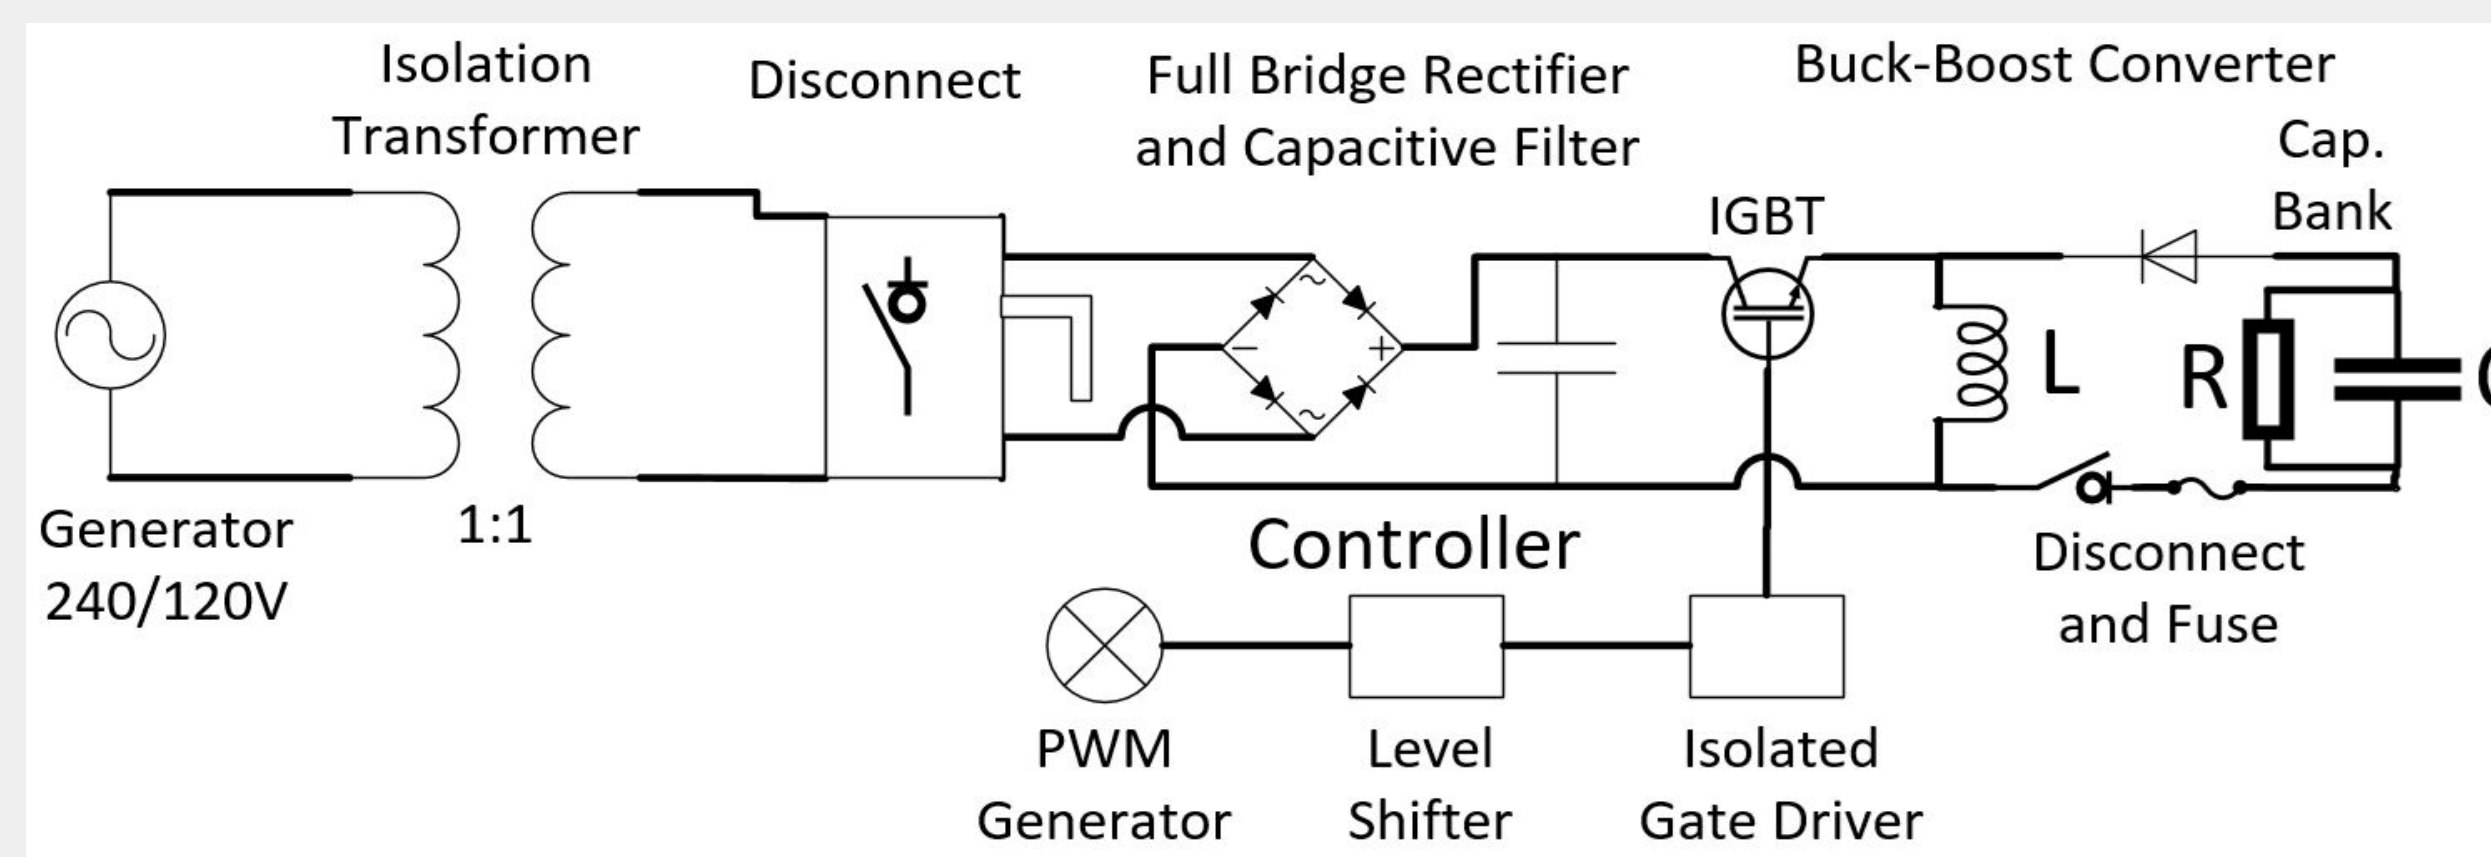 Isolation
Transformer
Disconnect
Full Bridge Rectifier
and Capacitive Filter
Buck-Boost Converter
Cap.
Bank
IGBT
~
−
+
~
L
R
Generator
240/120V
1:1
Controller
Disconnect
and Fuse
PWM
Generator
Level
Shifter
Isolated
Gate Driver